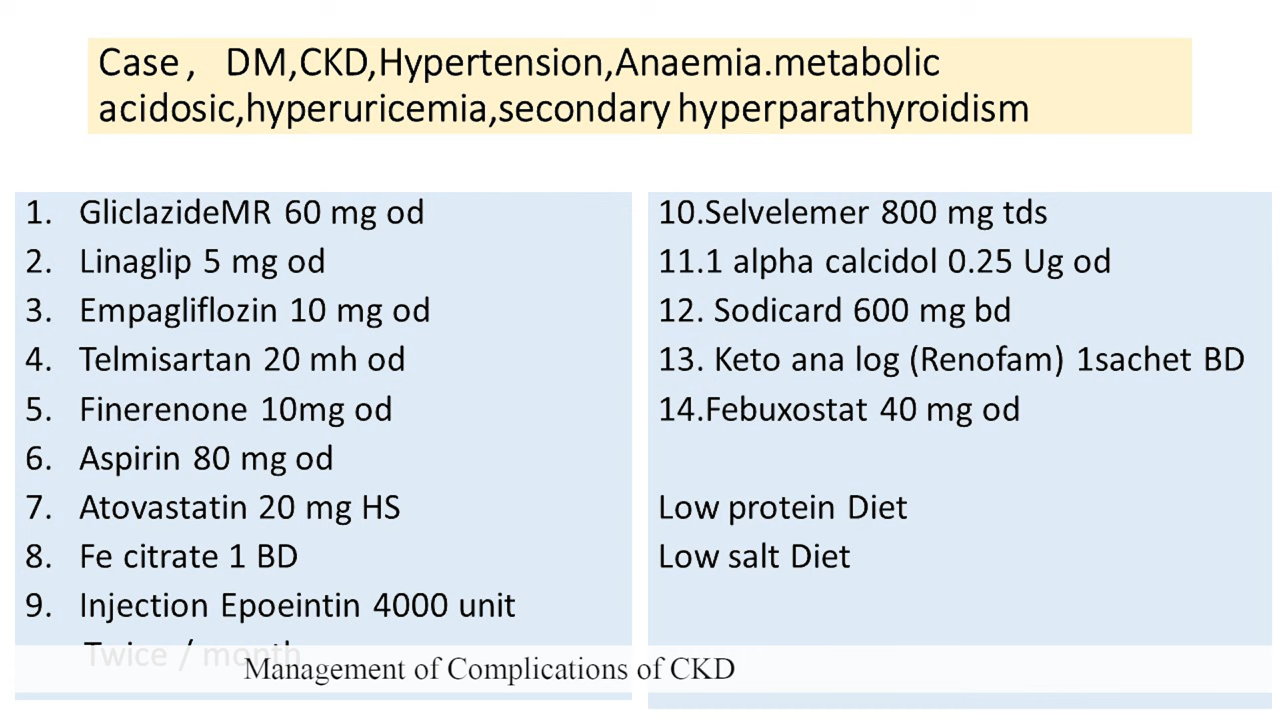 Case, DM,CKD,Hypertension,Anaemia.metabolic
acidosic,hyperuricemia,secondary hyperparathyroidism
1. GliclazideMR 60 mg od
2. Linaglip 5 mg od
3. Empagliflozin 10 mg od
4. Telmisartan 20 mh od
5. Finerenone 10mg od
6. Aspirin 80 mg od
7. Atovastatin 20 mg HS
8. Fe citrate 1 BD
9. Injection Epoeintin 4000 unit
Twice / month
10.Selvelemer 800 mg tds
11.1 alpha calcidol 0.25 Ug od
12. Sodicard 600 mg bd
13. Keto ana log (Renofam) 1sachet BD
14.Febuxostat 40 mg od
Low protein Diet
Low salt Diet
Management of Complications of CKD